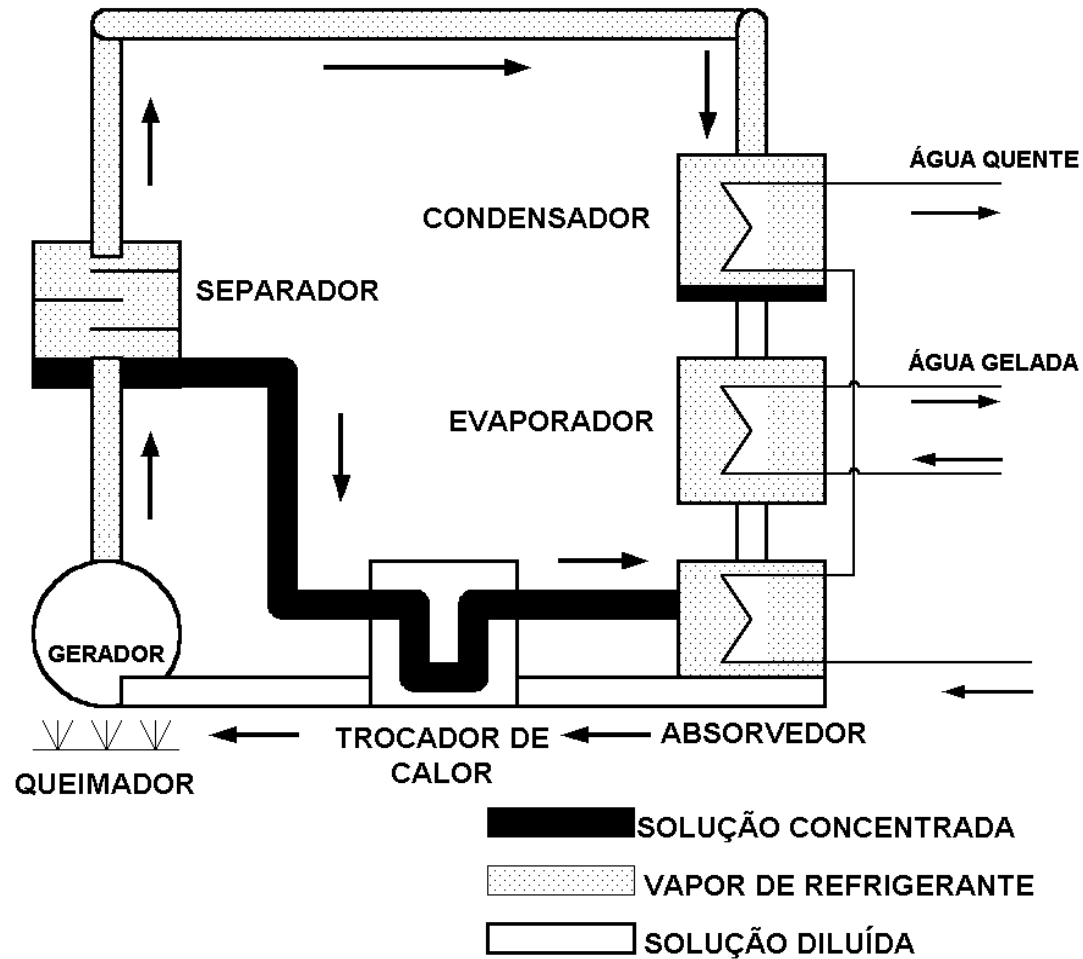 ÁGUA QUENTE
CONDENSADOR
SEPARADOR
ÁGUA GELADA
EVAPORADOR
GERADOR
TROCADOR DE
CALOR
ABSORVEDOR
QUEIMADOR
SOLUÇÃO CONCENTRADA
VAPOR DE REFRIGERANTE
SOLUÇÃO DILUÍDA